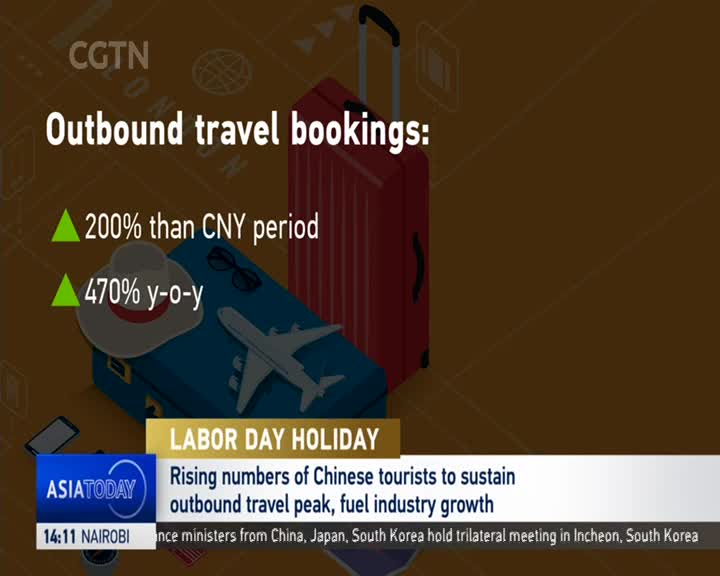 CGTN
LONDON
Outbound travel bookings:
200% than CNY period
470% y-o-y
LABOR DAY HOLIDAY
Rising numbers of Chinese tourists to sustain
outbound travel peak, fuel industry growth
ASIATODAY
14:11 NAIROBI
ance ministers from China, Japan, South Korea hold trilateral meeting in Incheon, South Korea